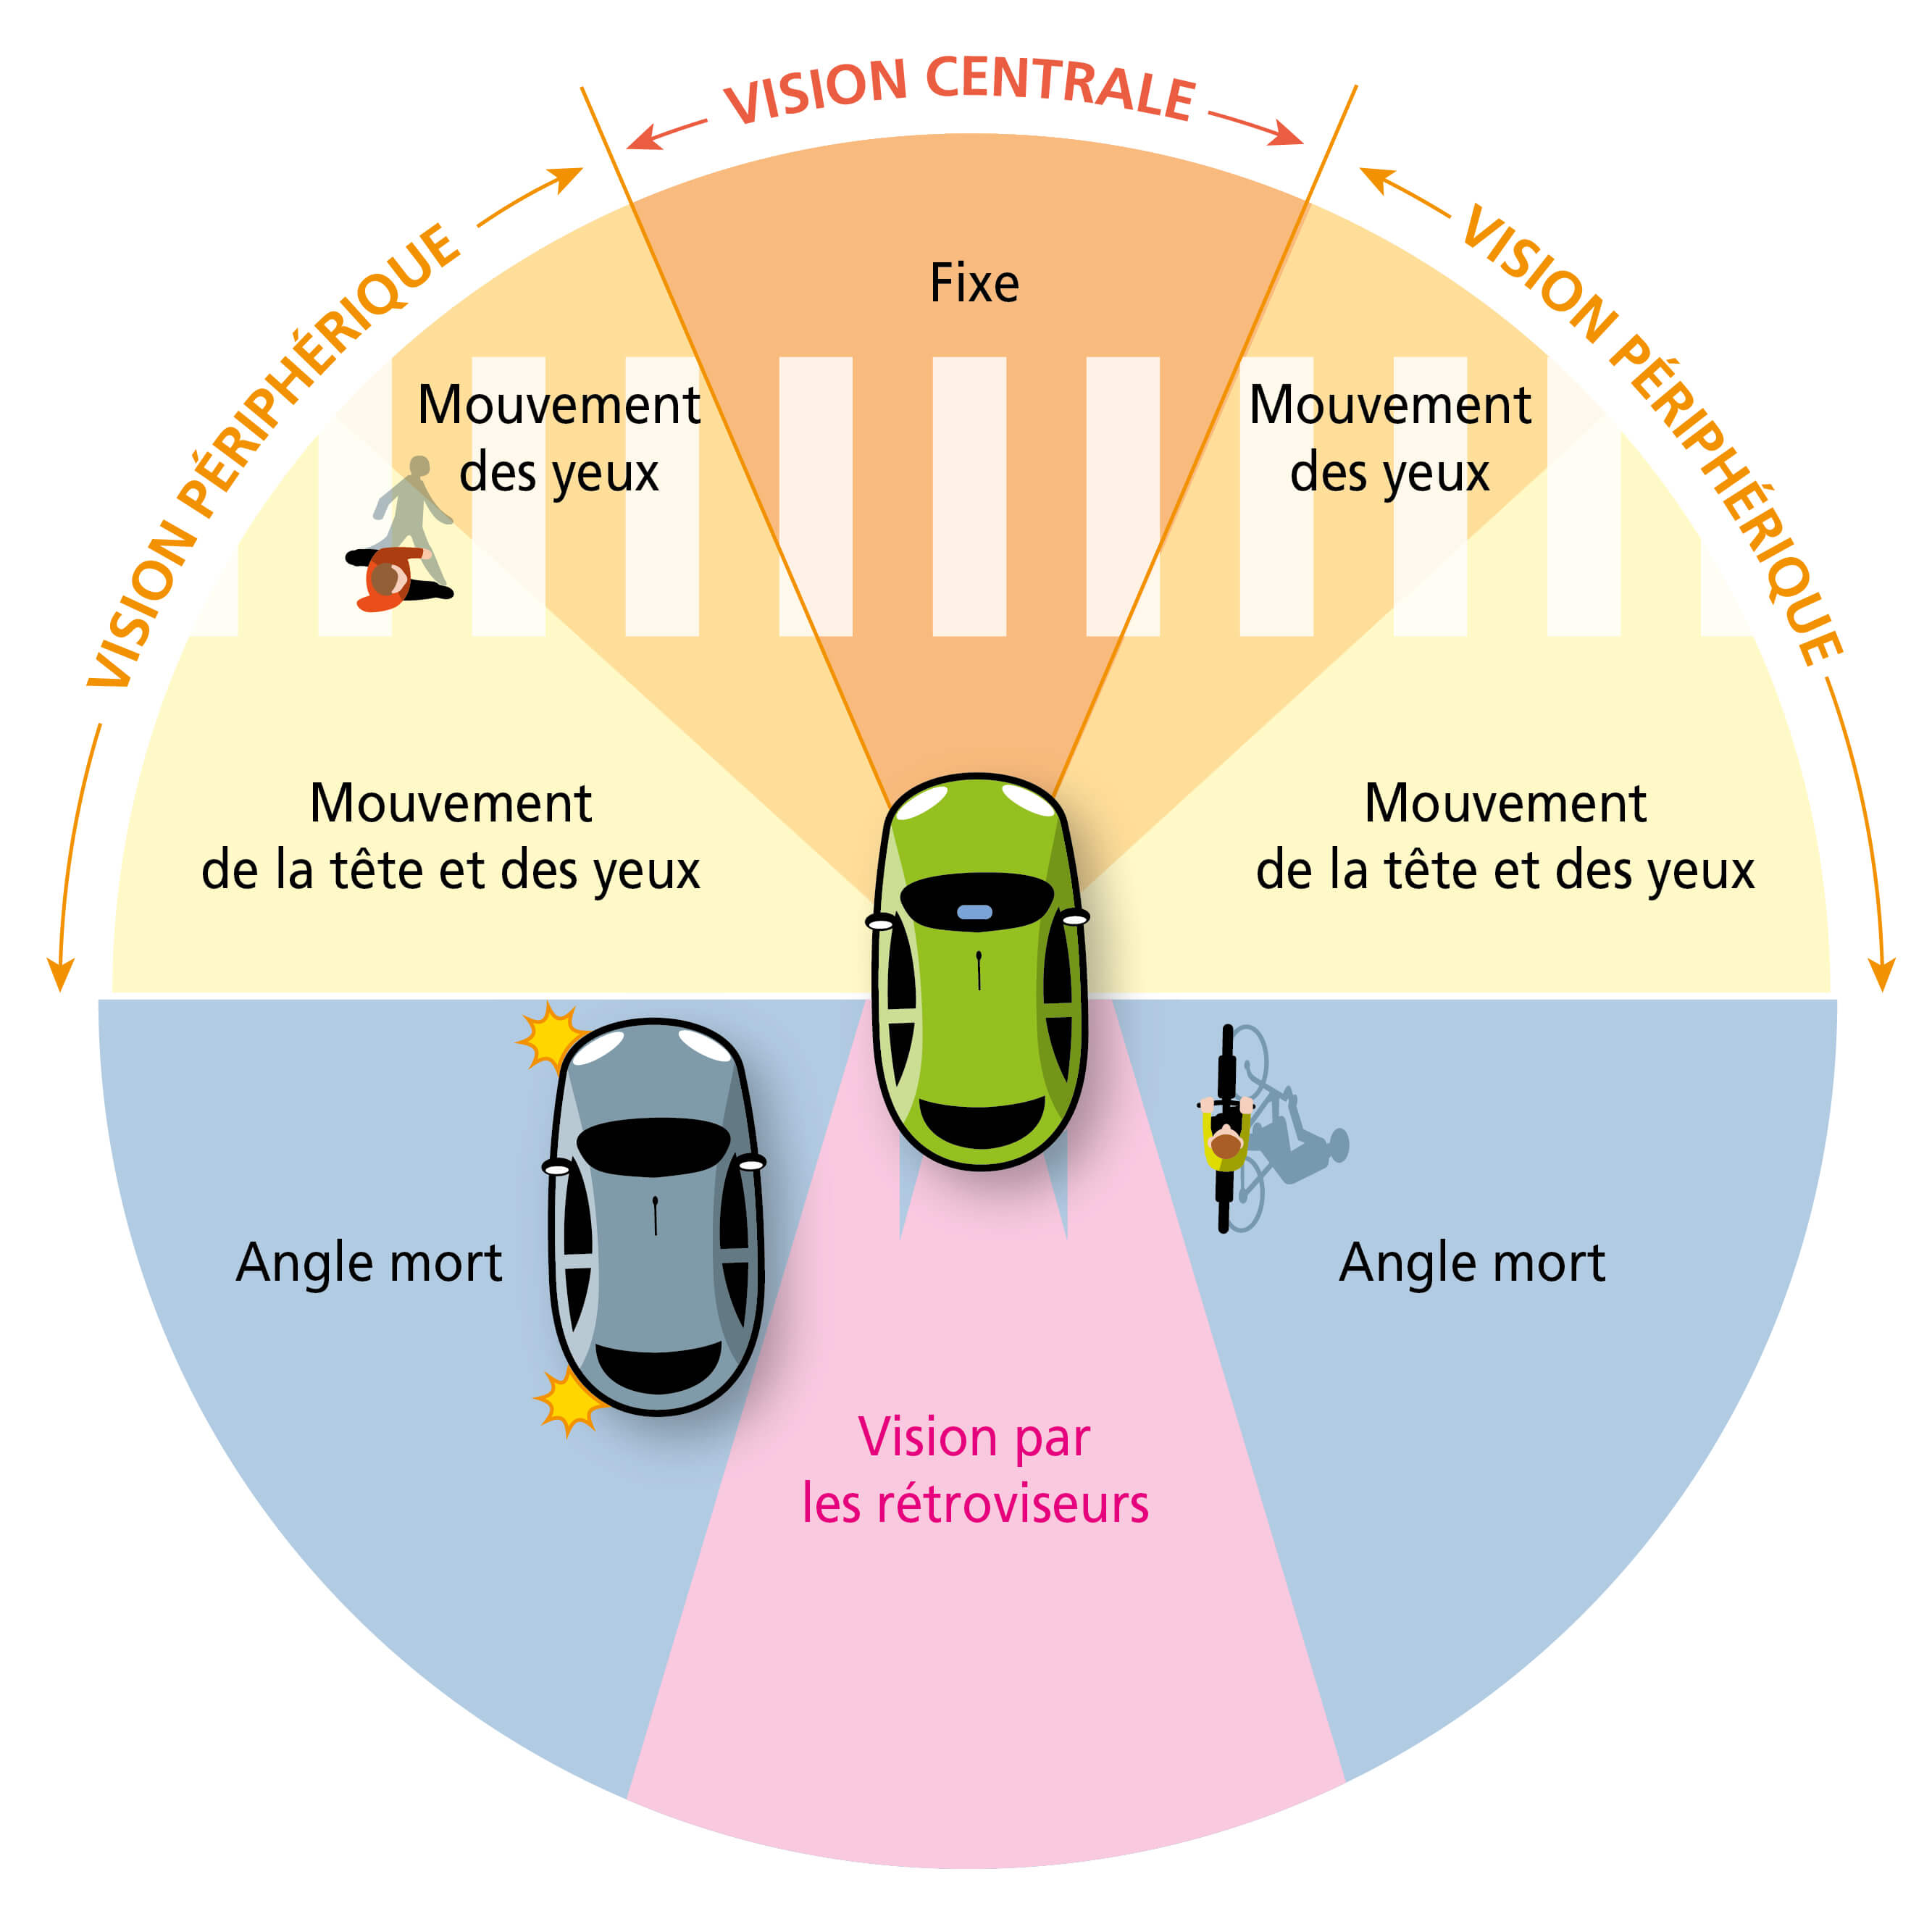 VISION CENTRALE
VISION PÉRIPHÉRIQUE
VISION PÉRIPHÉRIQUE
Fixe
Mouvement
des yeux
Mouvement
des yeux
Mouvement
de la tête et des yeux
Mouvement
de la tête et des yeux
Angle mort
Angle mort
Vision par
les rétroviseurs